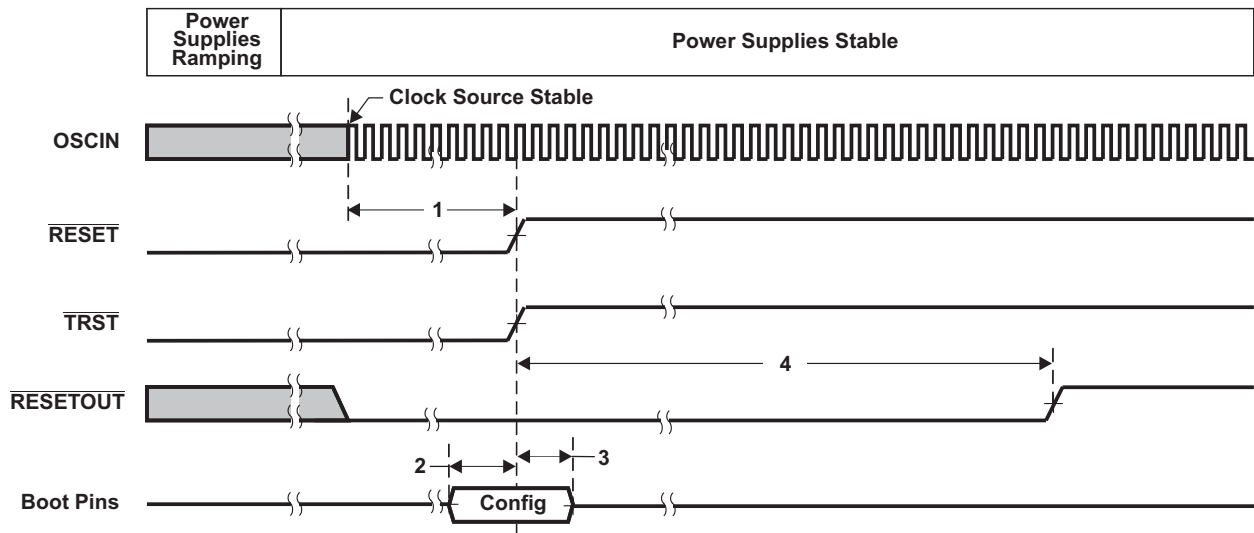 Power
Supplies
Ramping
Power Supplies Stable
Clock Source Stable
OSCIN
1
RESET
TRST
4
RESETOUT
2
3
Boot Pins
Config